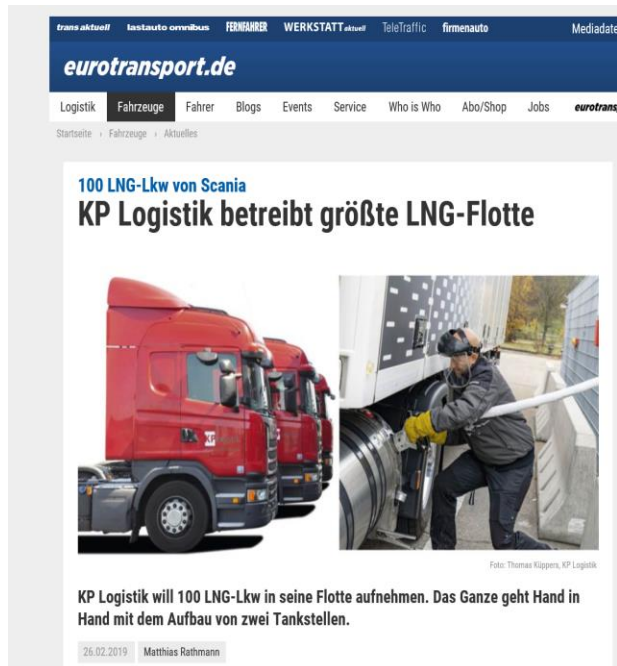 trans aktuell lastauto omnibus FERNFAHRER WERKSTATT aktuell TeleTraffic firmenauto Mediadate
eurotransport.de
Logistik Fahrzeuge Fahrer Blogs Events Service Who is Who Abo/Shop Jobs eurotrans
Startseite › Fahrzeuge › Aktuelles
100 LNG-Lkw von Scania
KP Logistik betreibt größte LNG-Flotte
KP
Foto: Thomas Küppers, KP Logistik
KP Logistik will 100 LNG-Lkw in seine Flotte aufnehmen. Das Ganze geht Hand in
Hand mit dem Aufbau von zwei Tankstellen.
26.02.2019 Matthias Rathmann